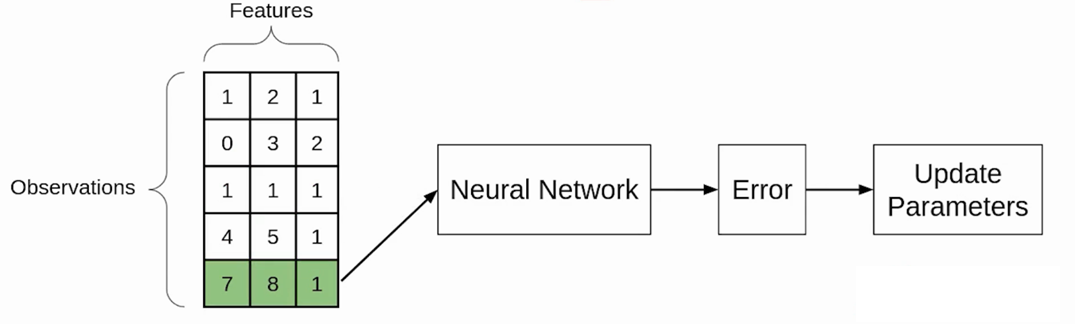 Features
1 2 1
0 3 2
1 1 1
4 5 1
7 8 1
Observations
Neural Network
Error
Update
Parameters